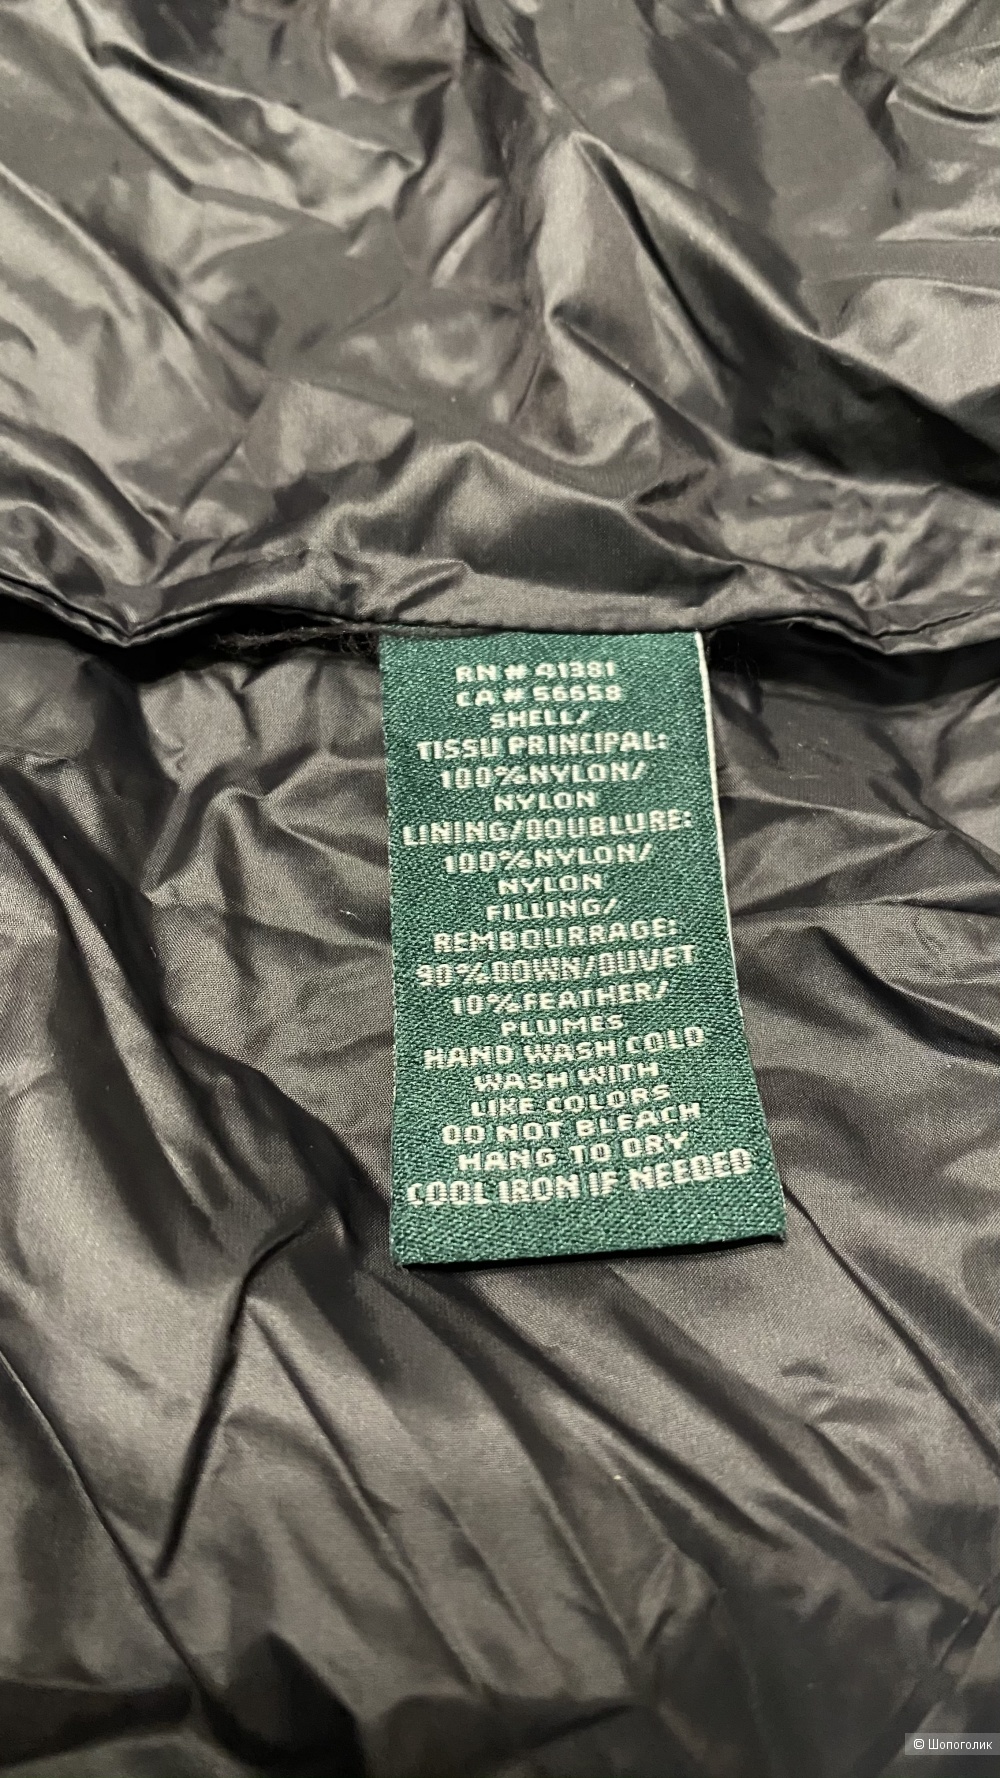 RN # 41381
CA # 56658
SHELL/
TISSU PRINCIPAL:
100%NYLON/
NYLON
LINING/DOUBLURE:
100%NYLON/
NYLON
FILLING/
REMBOURRAGE:
90%DOWN/DUVET
10%FEATHER/
PLUMES
HAND WASH COLD
WASH WITH
LIKE COLORS
DO NOT BLEACH
HANG TO DRY
COOL IRON IF NEEDED
© Шопоголик